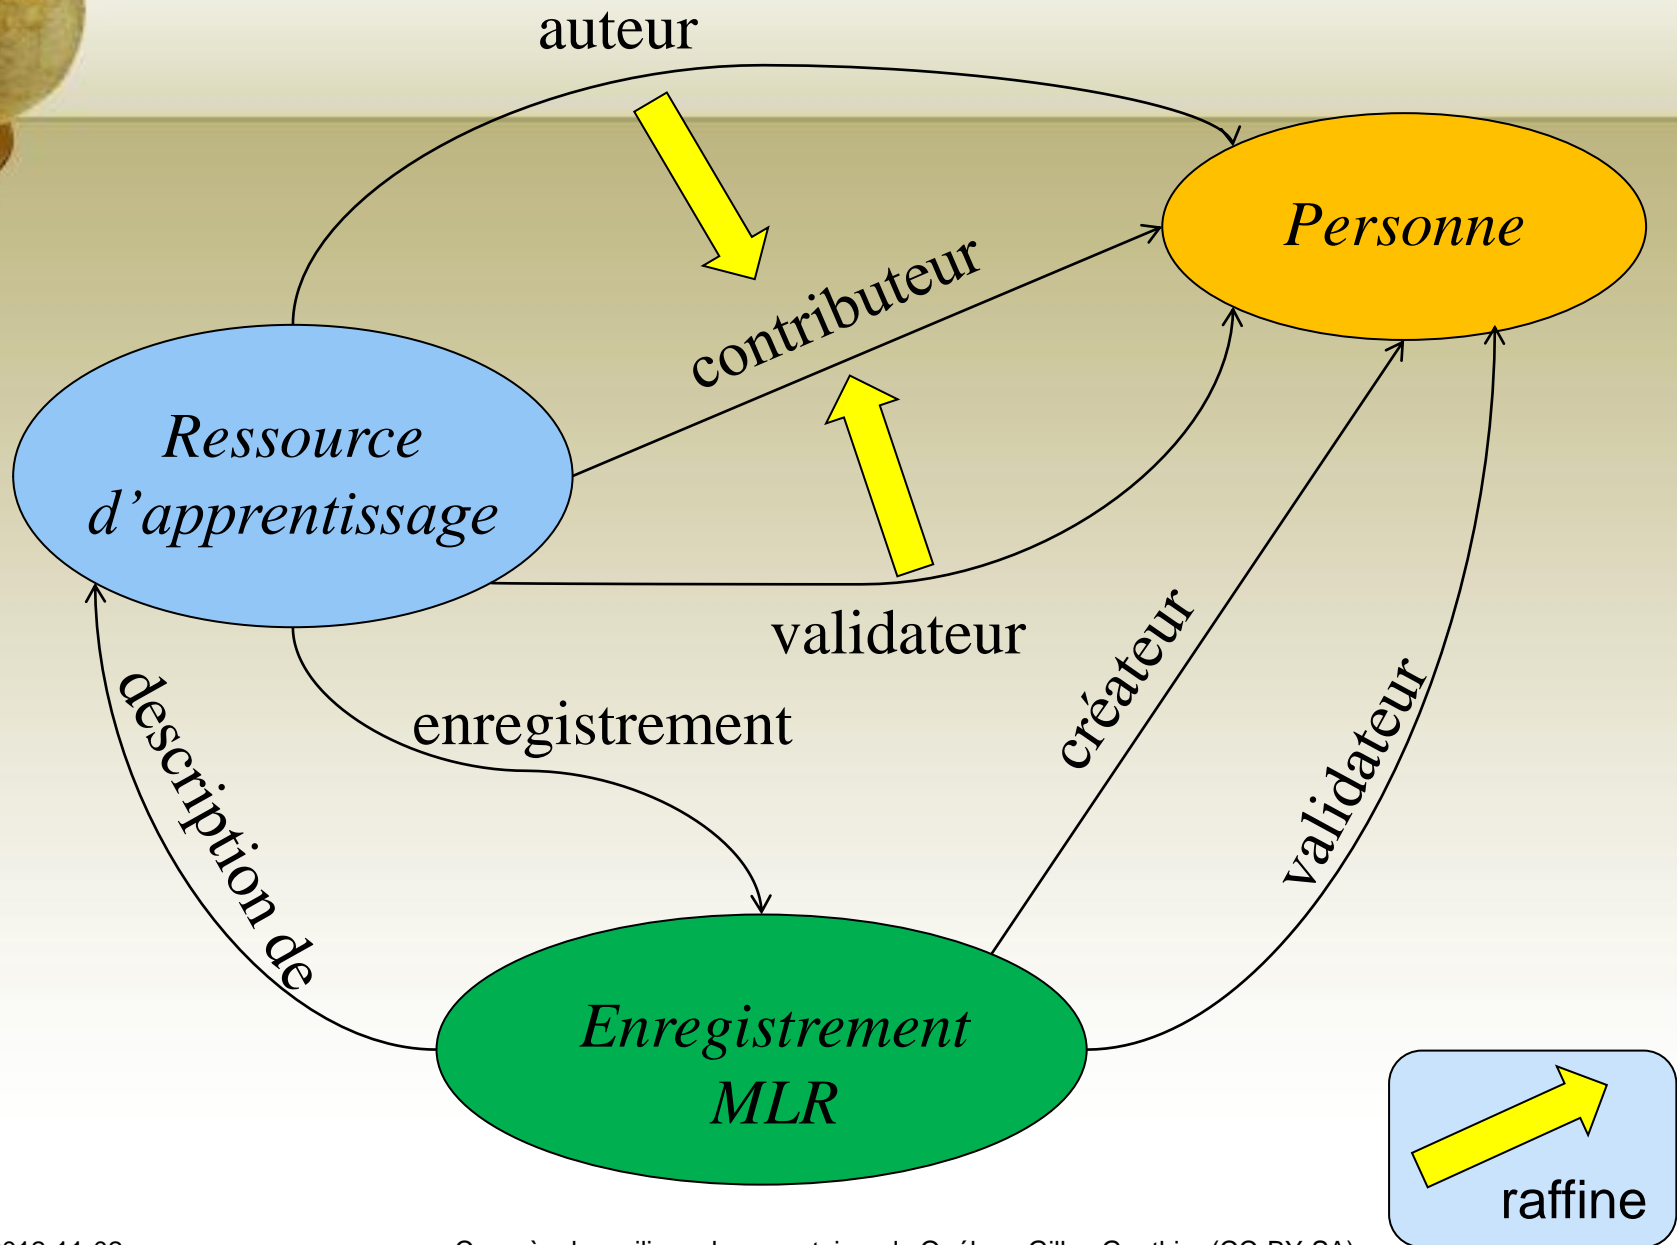 auteur
Personne
contributeur
Ressource
d’apprentissage
validateur
créateur
enregistrement
description de
validateur
Enregistrement
MLR
raffine